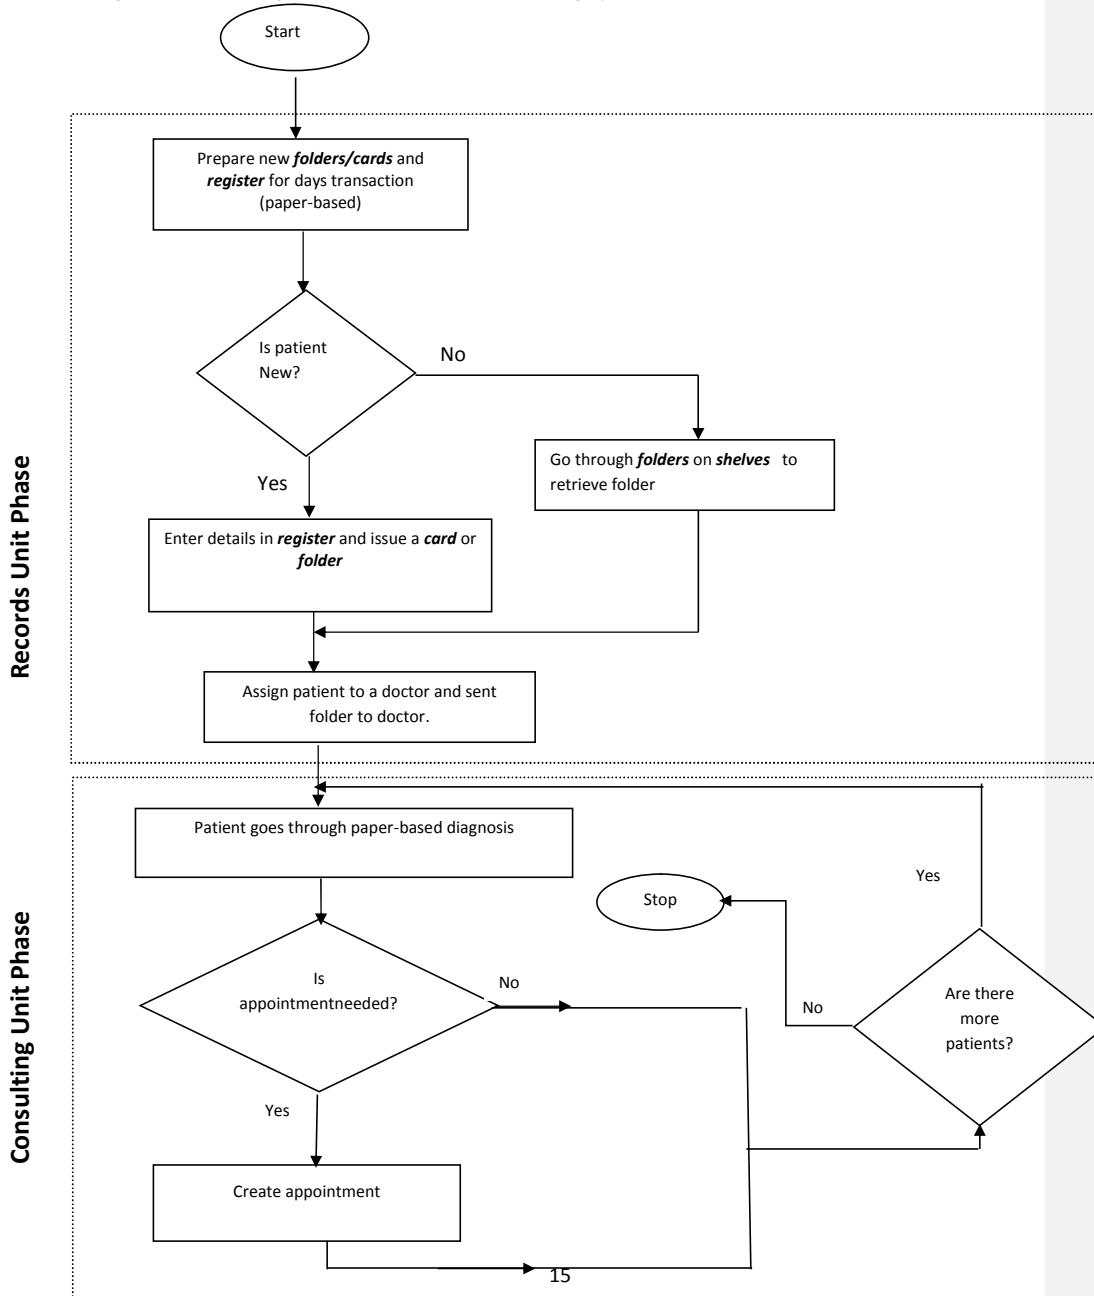 Start
Prepare new folders/cards and
register for days transaction
(paper-based)
Is patient
New?
No
Yes
Go through folders on shelves to
retrieve folder
Enter details in register and issue a card or
folder
Assign patient to a doctor and sent
folder to doctor.
Records Unit Phase
Patient goes through paper-based diagnosis
Is
appointmentneeded?
No
Yes
Create appointment
Stop
No
Yes
Are there
more
patients?
Consulting Unit Phase
15